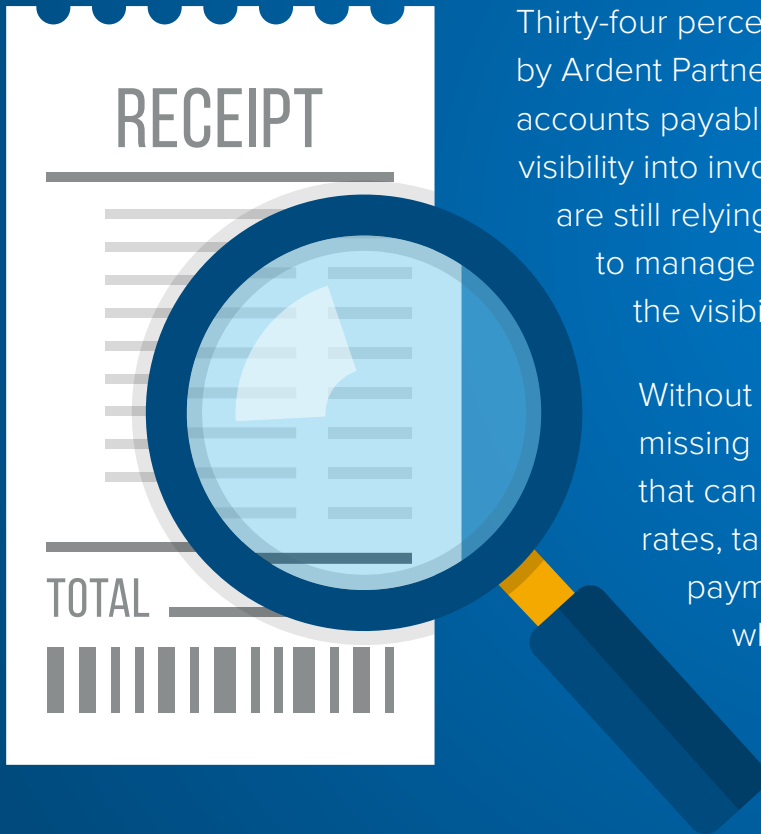 RECEIPT
TOTAL
Thirty-four perce
by Ardent Partne
accounts payabl
visibility into invo
are still relying
to manage
the visibi
Without
missing
that can
rates, ta
paym
wh